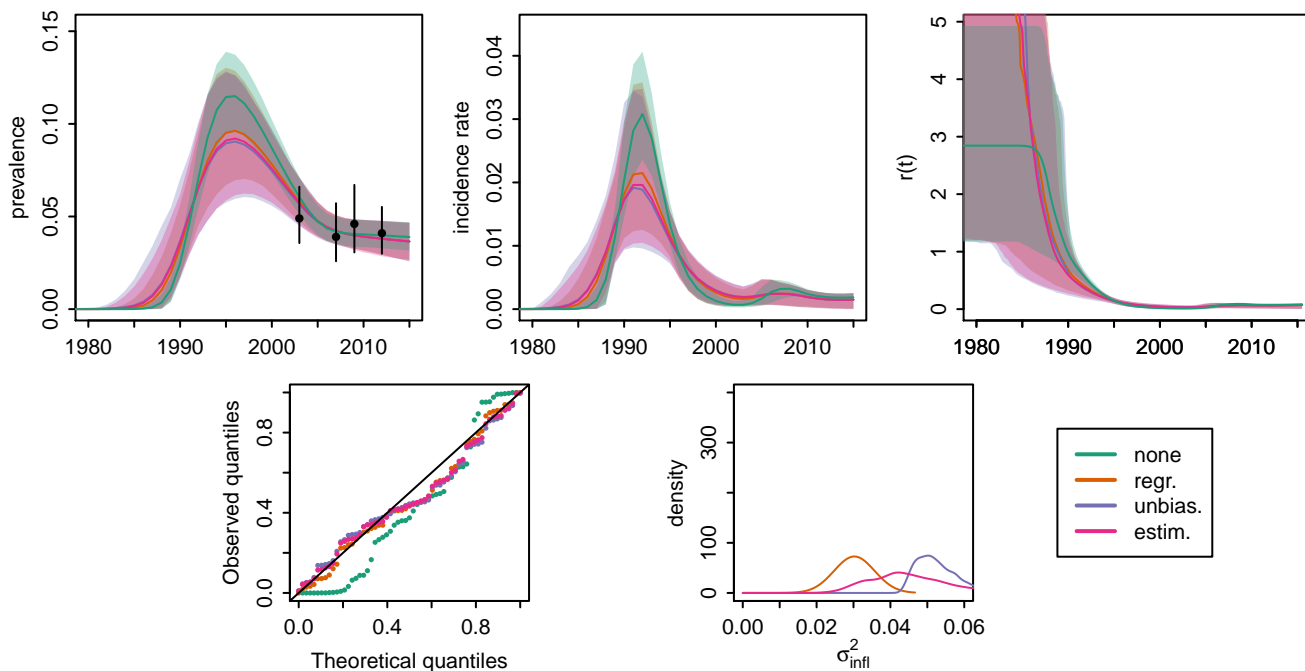 prevalence
0.00 0.05 0.10 0.15
1980 1990 2000 2010
incidence rate
0.00 0.01 0.02 0.03 0.04
1980 1990 2000 2010
r(t)
0 1 2 3 4 5
1980 1990 2000 2010
Observed quantiles
0.0 0.4 0.8
0.0 0.4 0.8
Theoretical quantiles
density
0 100 300
0.00 0.02 0.04 0.06
σ²infl
none
regr.
unbias.
estim.